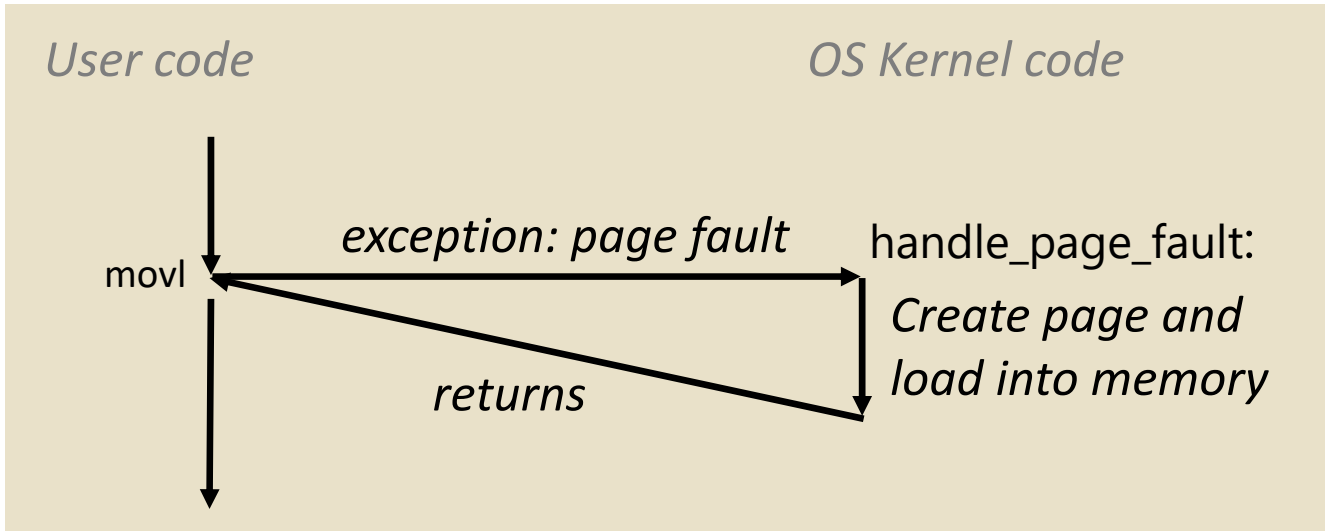 User code
OS Kernel code
exception: page fault
handle_page_fault:
movl
Create page and
load into memory
returns